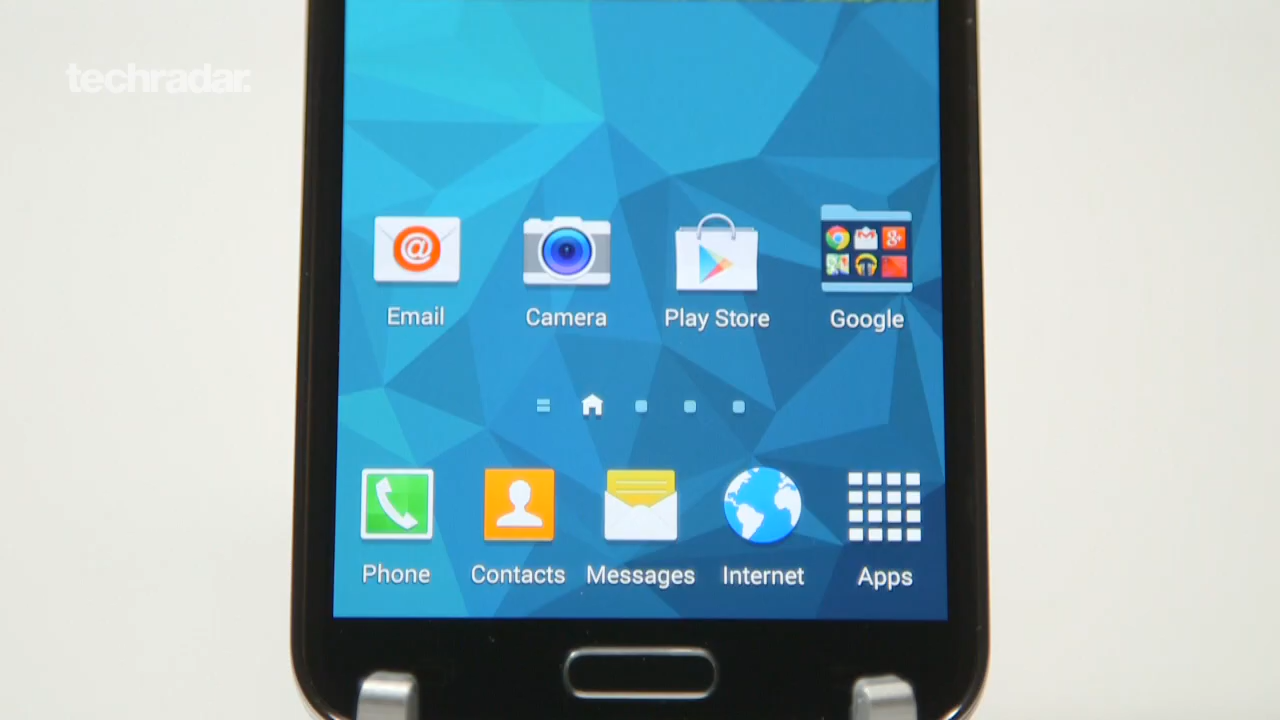 techradar.
@
Email
Camera
Play Store
g+
Google
Phone
Contacts
Messages
Internet
Apps